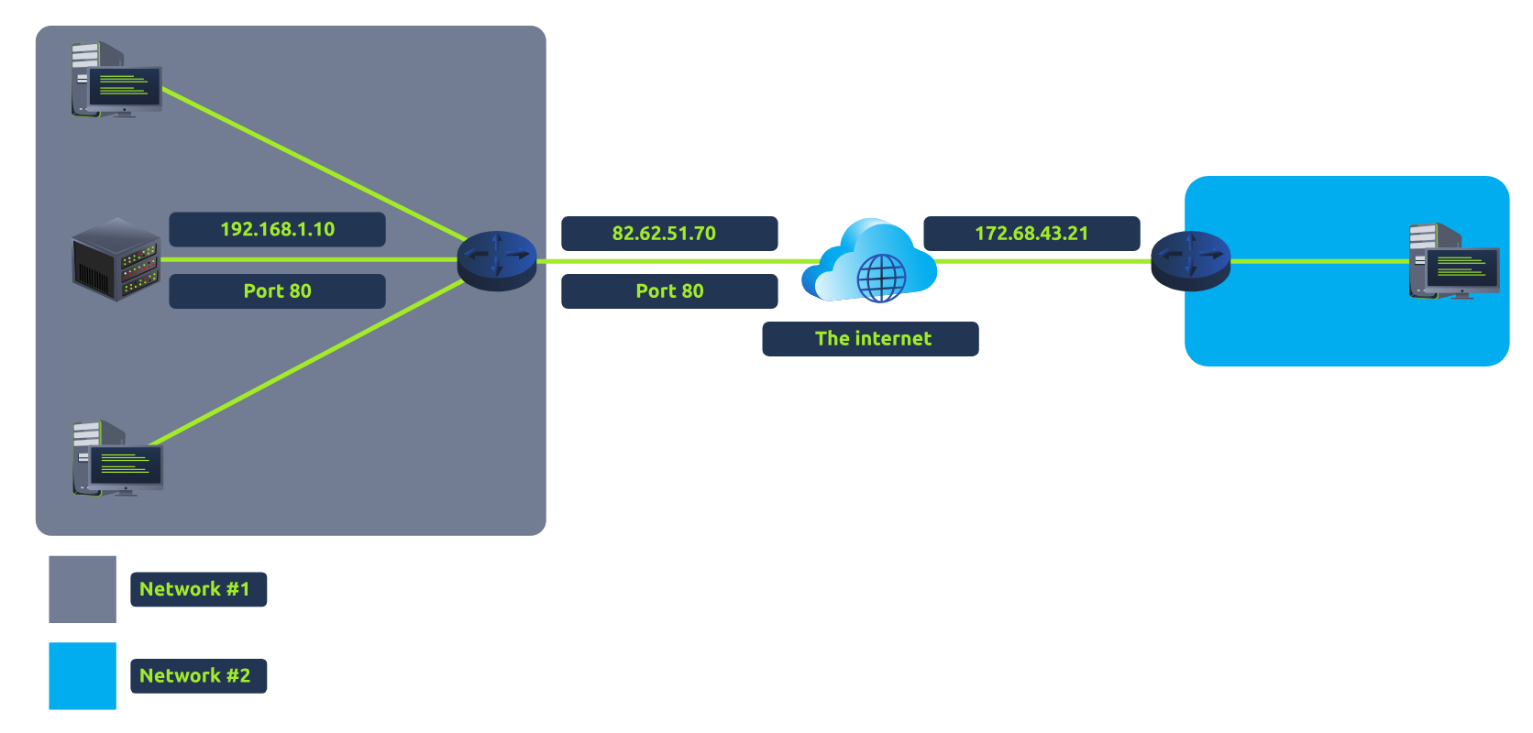 192.168.1.10
Port 80
82.62.51.70
Port 80
172.68.43.21
The internet
Network #1
Network #2